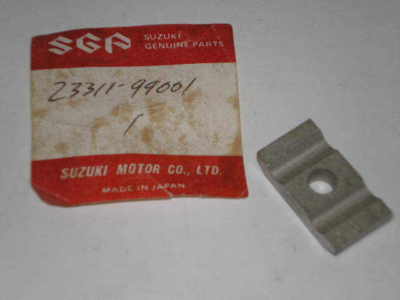 SGP
SUZUKI
GENUINE PARTS
23311-99001
1
SUZUKI MOTOR CO., LTD.
MADE IN JAPAN